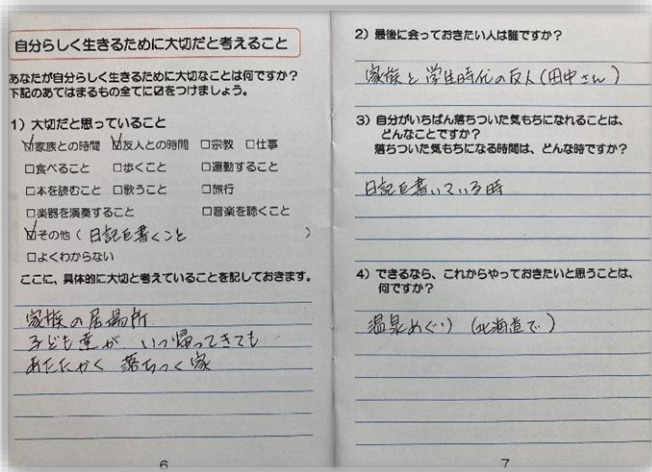 自分らしく生きるために大切だと考えること
あなたが自分らしく生きるために大切なことは何ですか？
下記のあてはまるもの全てに☑をつけましょう。
1）大切だと思っていること
☑家族との時間 ☑友人との時間 □宗教 □仕事
□食べること □歩くこと □運動すること
□本を読むこと □歌うこと □旅行
□楽器を演奏すること □音楽を聴くこと
☑その他（日記を書くこと）
□よくわからない
ここに、具体的に大切と考えていることを記しておきます。
家族の居場所
子ども達が、いつ帰ってきても
あたたかく 落ちつく家
6
2）最後に会っておきたい人は誰ですか？
家族と学生時代の友人（田中さん）
3）自分がいちばん落ちついた気もちになれることは、
どんなことですか？
落ちついた気もちになる時間は、どんな時ですか？
日記を書いている時
4）できるなら、これからやっておきたいと思うことは、
何ですか？
温泉めぐり（北海道で）
7